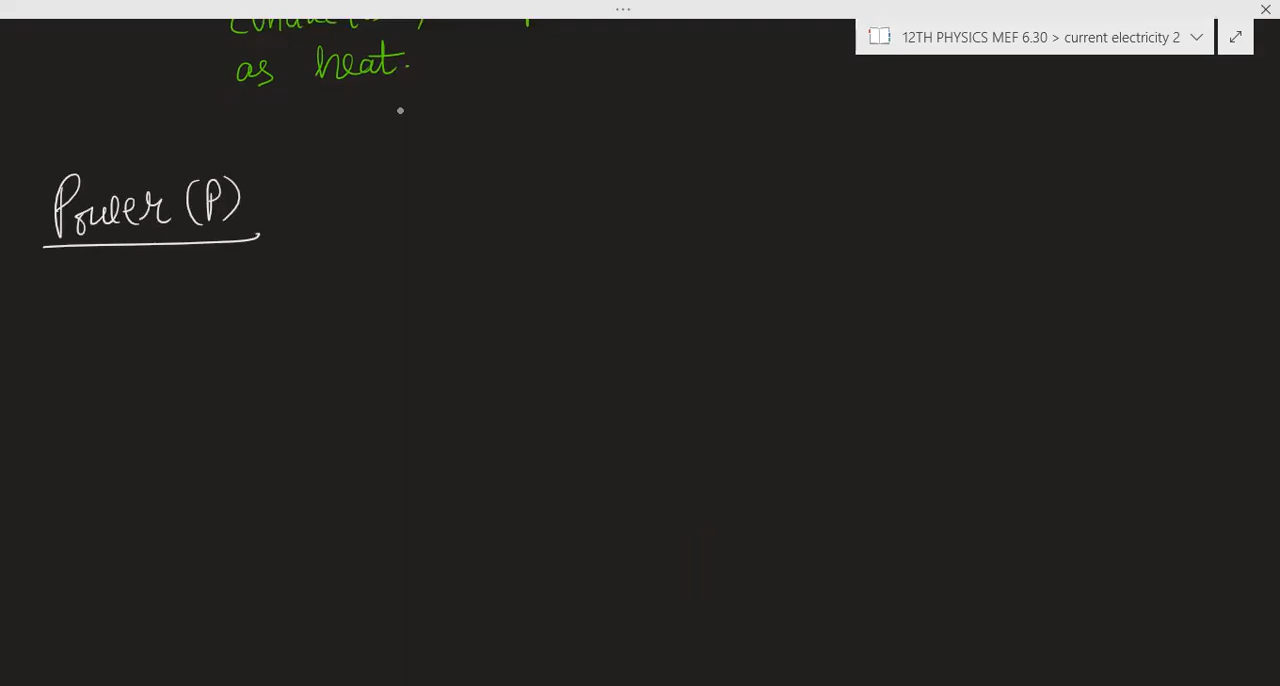 12TH PHYSICS MEF 6.30 > current electricity 2
as heat.
Power (P)